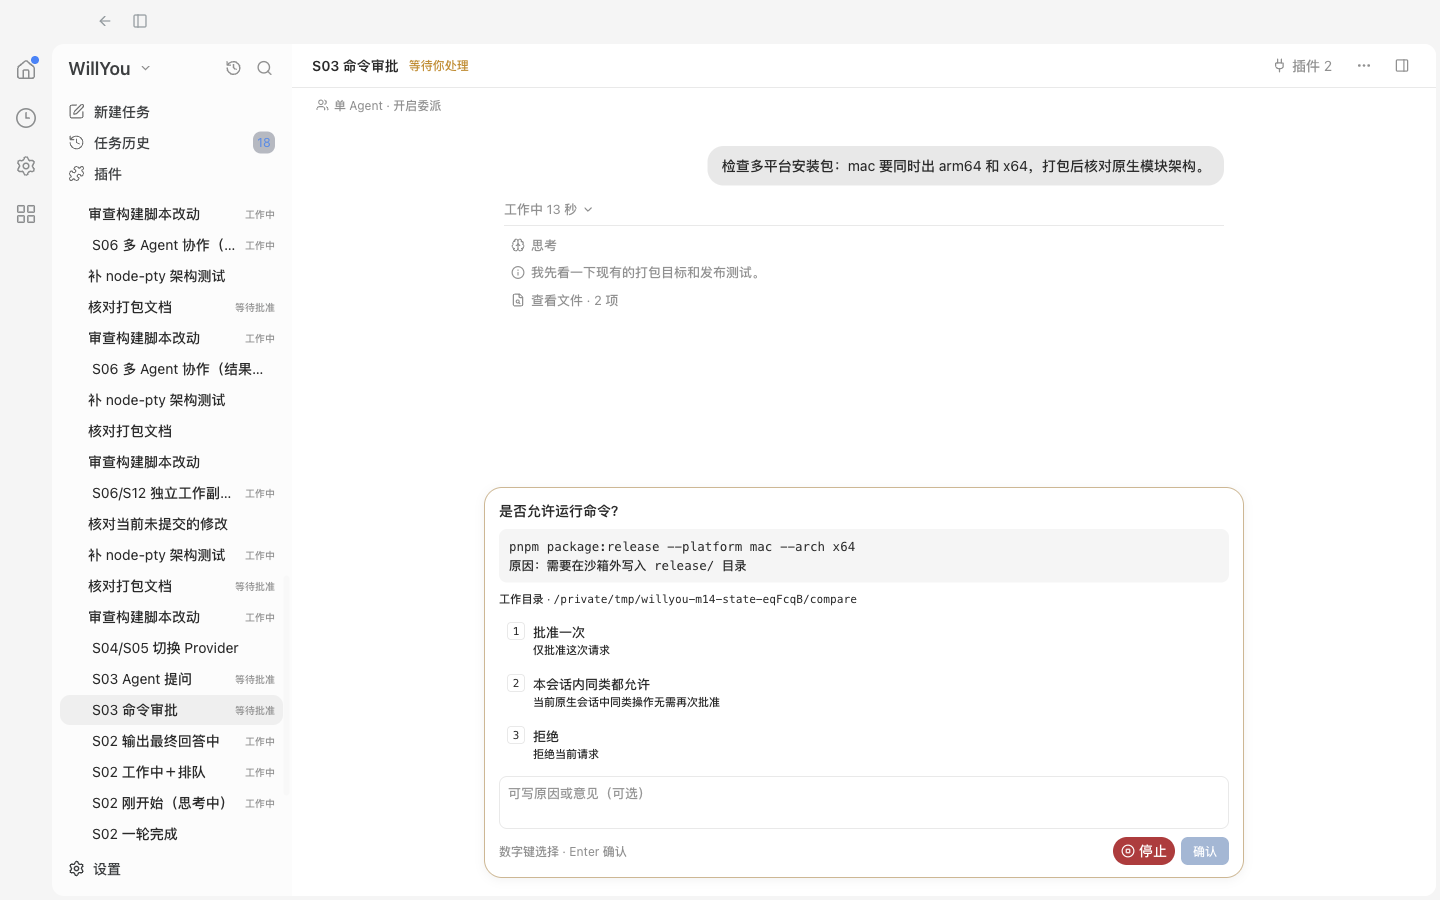 WillYou
新建任务
任务历史 18
插件
审查构建脚本改动 工作中
S06 多 Agent 协作（... 工作中
补 node-pty 架构测试
核对打包文档 等待批准
审查构建脚本改动 工作中
S06 多 Agent 协作（结果...
补 node-pty 架构测试
核对打包文档
审查构建脚本改动
S06/S12 独立工作副... 工作中
核对当前未提交的修改
补 node-pty 架构测试 工作中
核对打包文档 等待批准
审查构建脚本改动 工作中
S04/S05 切换 Provider
S03 Agent 提问 等待批准
S03 命令审批 等待批准
S02 输出最终回答中 工作中
S02 工作中＋排队 工作中
S02 刚开始（思考中） 工作中
S02 一轮完成
设置
S03 命令审批 等待你处理
插件 2
单 Agent · 开启委派
检查多平台安装包：mac 要同时出 arm64 和 x64，打包后核对原生模块架构。
工作中 13 秒
思考
我先看一下现有的打包目标和发布测试。
查看文件 · 2 项
是否允许运行命令？
pnpm package:release --platform mac --arch x64
原因：需要在沙箱外写入 release/ 目录
工作目录 · /private/tmp/willyou-m14-state-eqFcqB/compare
1 批准一次
仅批准这次请求
2 本会话内同类都允许
当前原生会话中同类操作无需再次批准
3 拒绝
拒绝当前请求
可写原因或意见（可选）
数字键选择 · Enter 确认
停止
确认